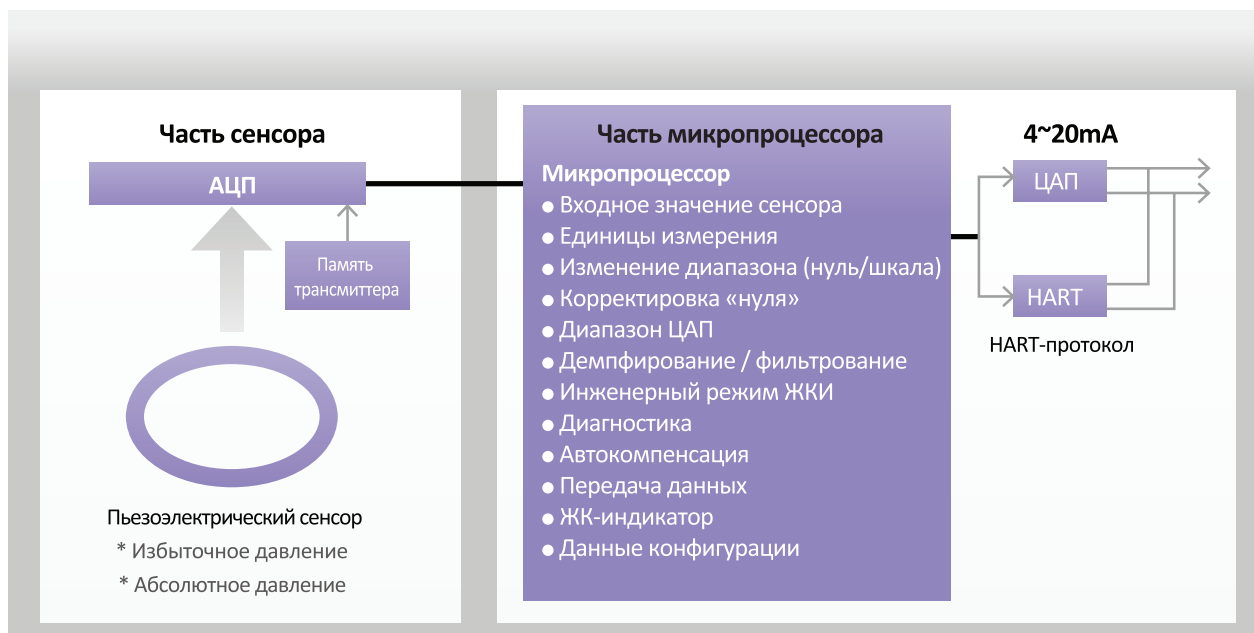 Часть сенсора
АЦП
Память
трансмиттера
Пьезоэлектрический сенсор
* Избыточное давление
* Абсолютное давление
Часть микропроцессора
Микропроцессор
● Входное значение сенсора
● Единицы измерения
● Изменение диапазона (нуль/шкала)
● Корректировка «нуля»
● Диапазон ЦАП
● Демпфирование / фильтрование
● Инженерный режим ЖКИ
● Диагностика
● Автокомпенсация
● Передача данных
● ЖК-индикатор
● Данные конфигурации
4~20mA
ЦАП
HART
HART-протокол